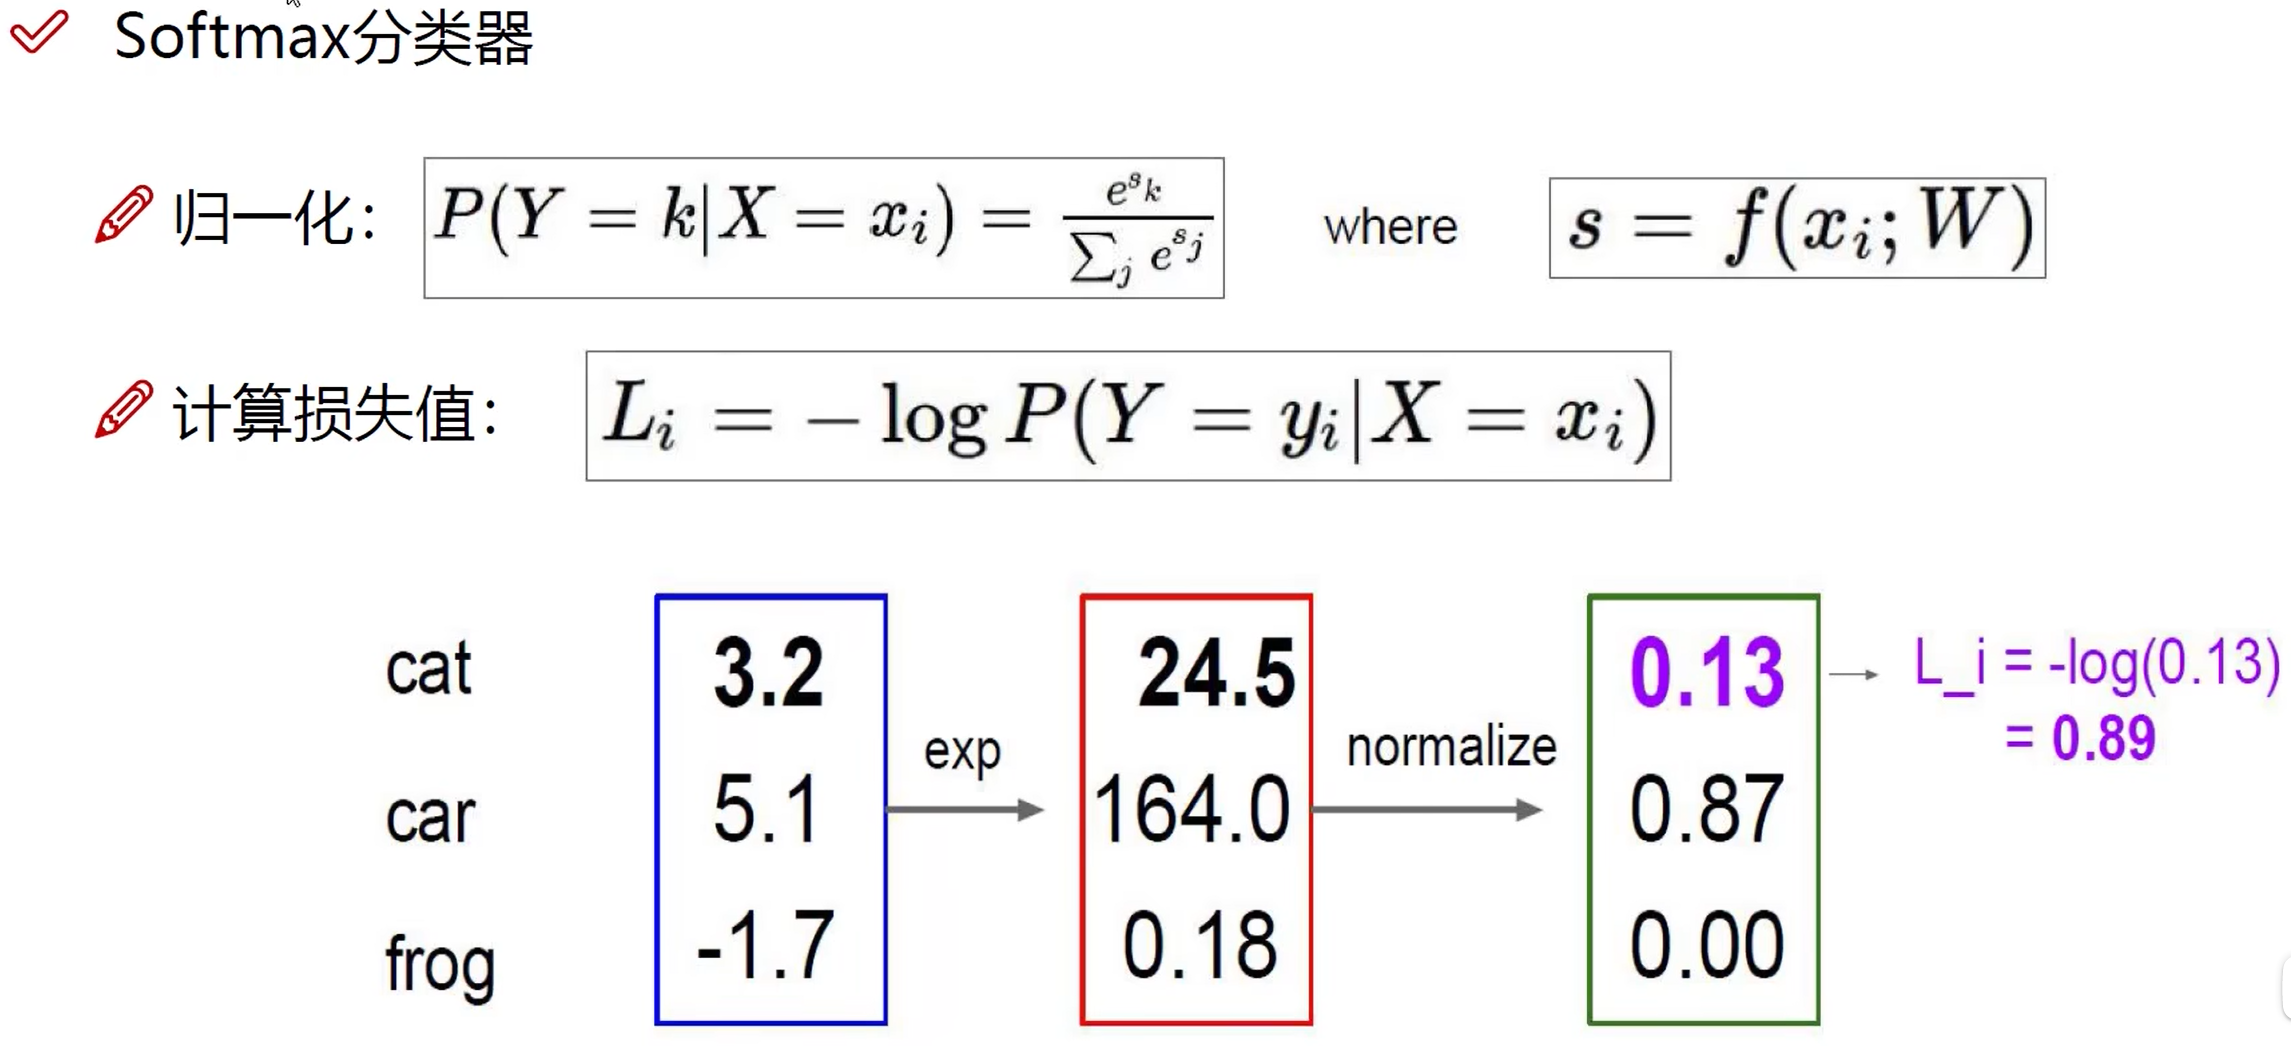 Softmax分类器
归一化: P(Y = k|X = x_i) = e^{s_k} / ∑_j e^{s_j} where s = f(x_i; W)
计算损失值: L_i = − log P(Y = y_i|X = x_i)
cat 3.2 24.5 0.13 L_i = -log(0.13)
exp normalize = 0.89
car 5.1 164.0 0.87
frog -1.7 0.18 0.00